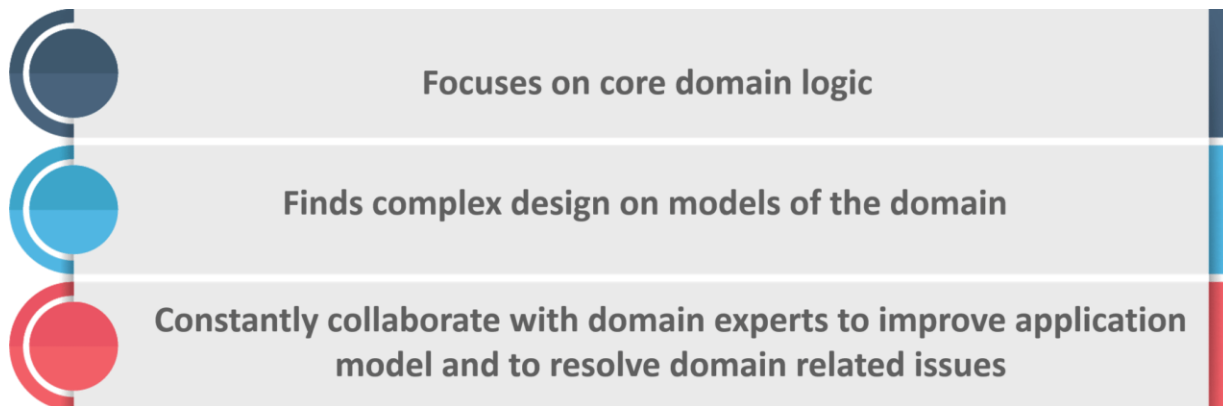 Focuses on core domain logic
Finds complex design on models of the domain
Constantly collaborate with domain experts to improve application
model and to resolve domain related issues